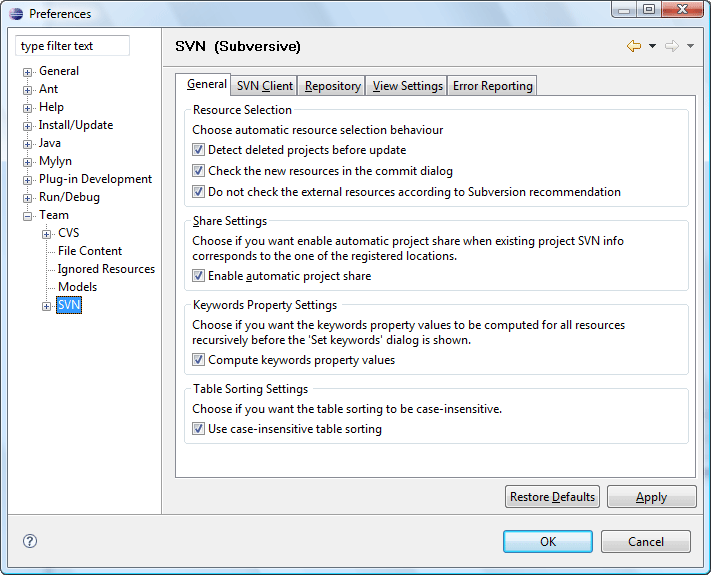 Preferences
type filter text
General
Ant
Help
Install/Update
Java
Mylyn
Plug-in Development
Run/Debug
Team
CVS
File Content
Ignored Resources
Models
SVN
SVN (Subversive)
General SVN Client Repository View Settings Error Reporting
Resource Selection
Choose automatic resource selection behaviour
Detect deleted projects before update
Check the new resources in the commit dialog
Do not check the external resources according to Subversion recommendation
Share Settings
Choose if you want enable automatic project share when existing project SVN info
corresponds to the one of the registered locations.
Enable automatic project share
Keywords Property Settings
Choose if you want the keywords property values to be computed for all resources
recursively before the 'Set keywords' dialog is shown.
Compute keywords property values
Table Sorting Settings
Choose if you want the table sorting to be case-insensitive.
Use case-insensitive table sorting
Restore Defaults Apply
OK Cancel